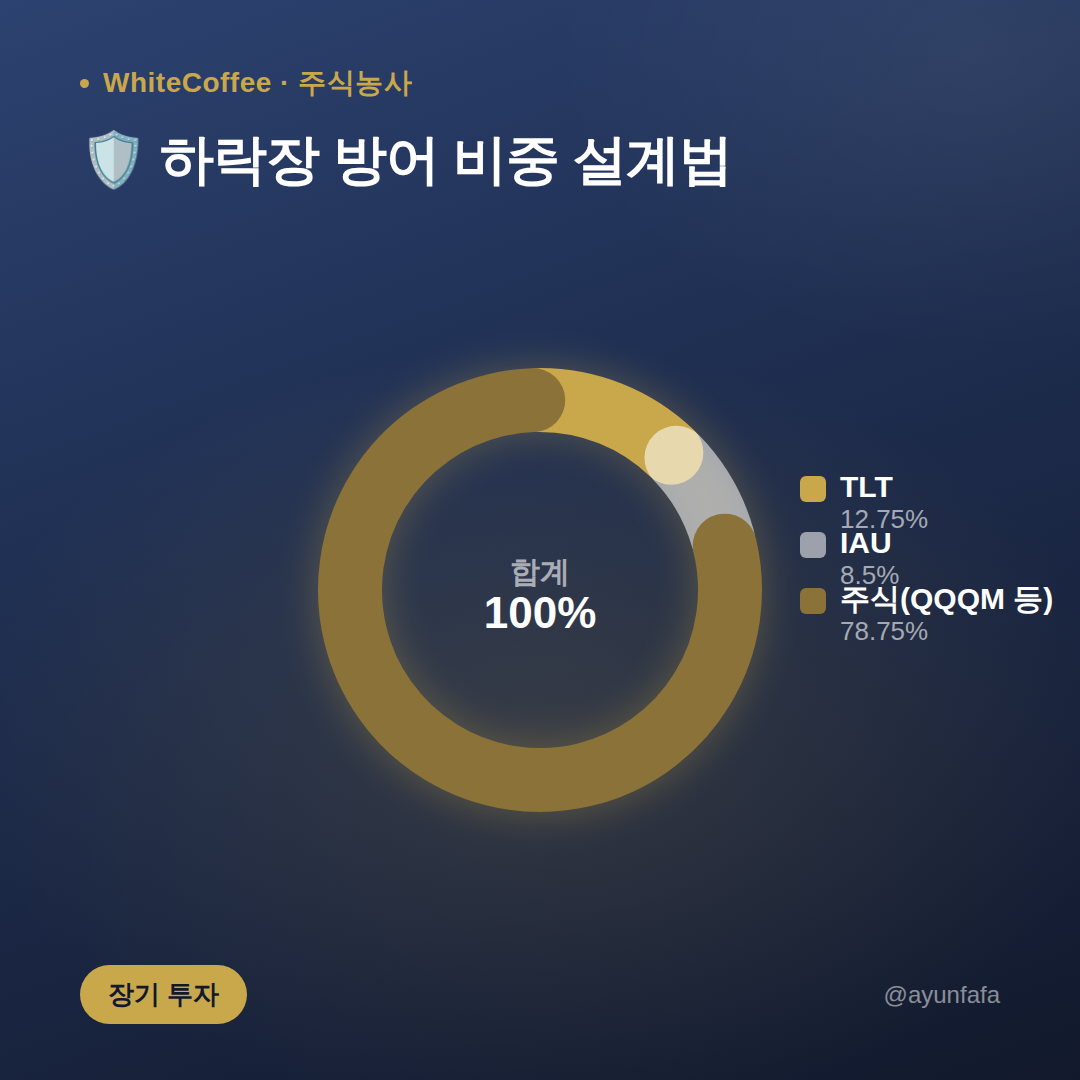 WhiteCoffee · 주식농사
🛡️ 하락장 방어 비중 설계법
합계
100%
TLT
12.75%
IAU
8.5%
주식(QQQM 등)
78.75%
장기 투자
@ayunfafa